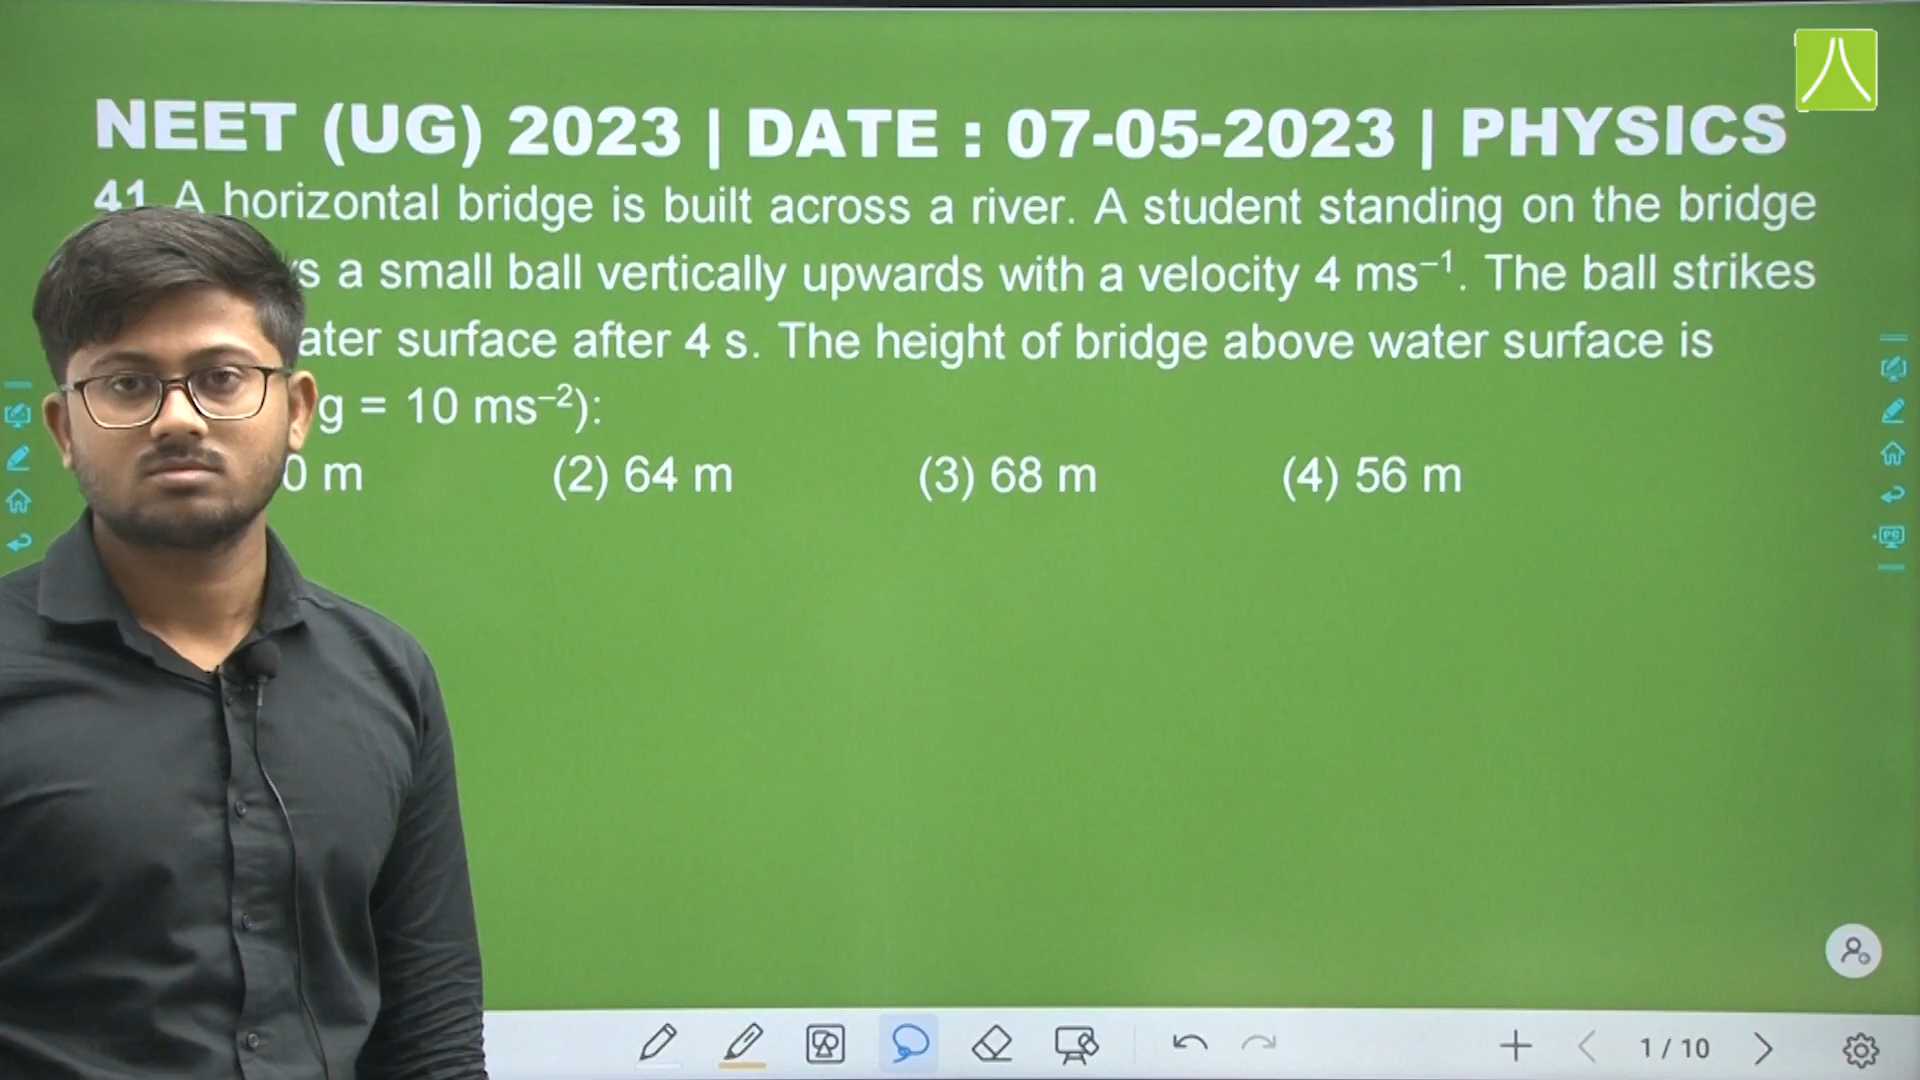 NEET (UG) 2023 | DATE : 07-05-2023 | PHYSICS
41. A horizontal bridge is built across a river. A student standing on the bridge
s a small ball vertically upwards with a velocity 4 ms⁻¹. The ball strikes
ater surface after 4 s. The height of bridge above water surface is
g = 10 ms⁻²):
0 m (2) 64 m (3) 68 m (4) 56 m
PC
1 / 10